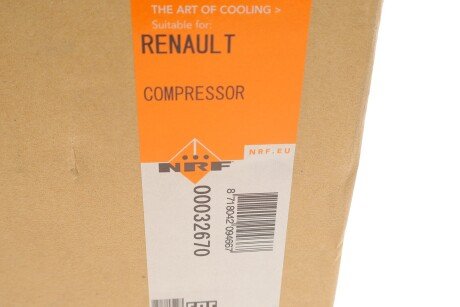 THE ART OF COOLING >
Suitable for:
RENAULT
COMPRESSOR
NRF.EU
NRF
00032670
8 718042 094667